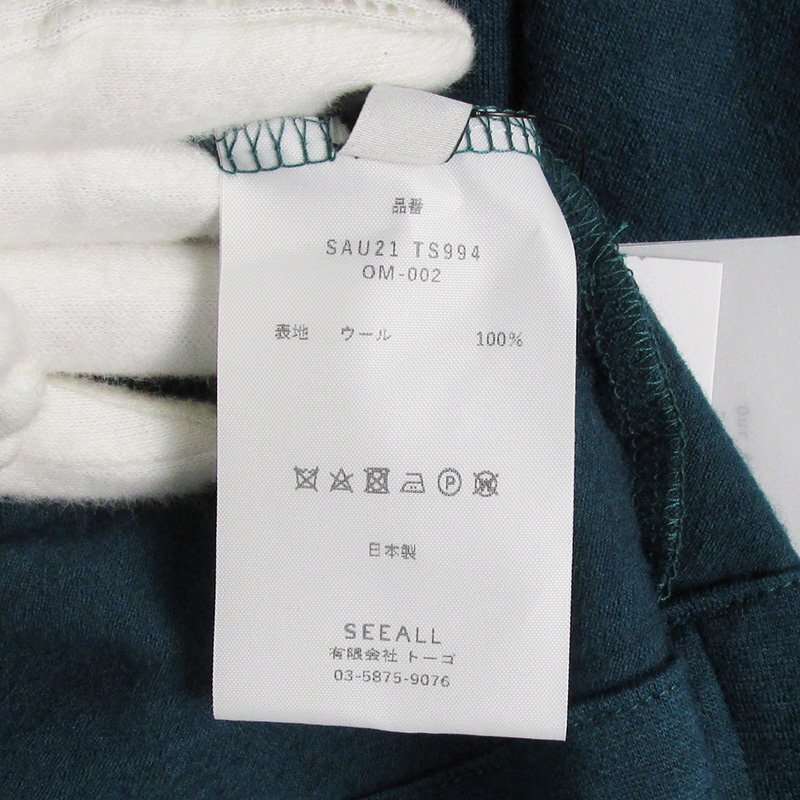 品番
SAU21 TS994
OM-002
表地 ウール 100%
日本製
SEEALL
有限会社 トーゴ
03-5875-9076